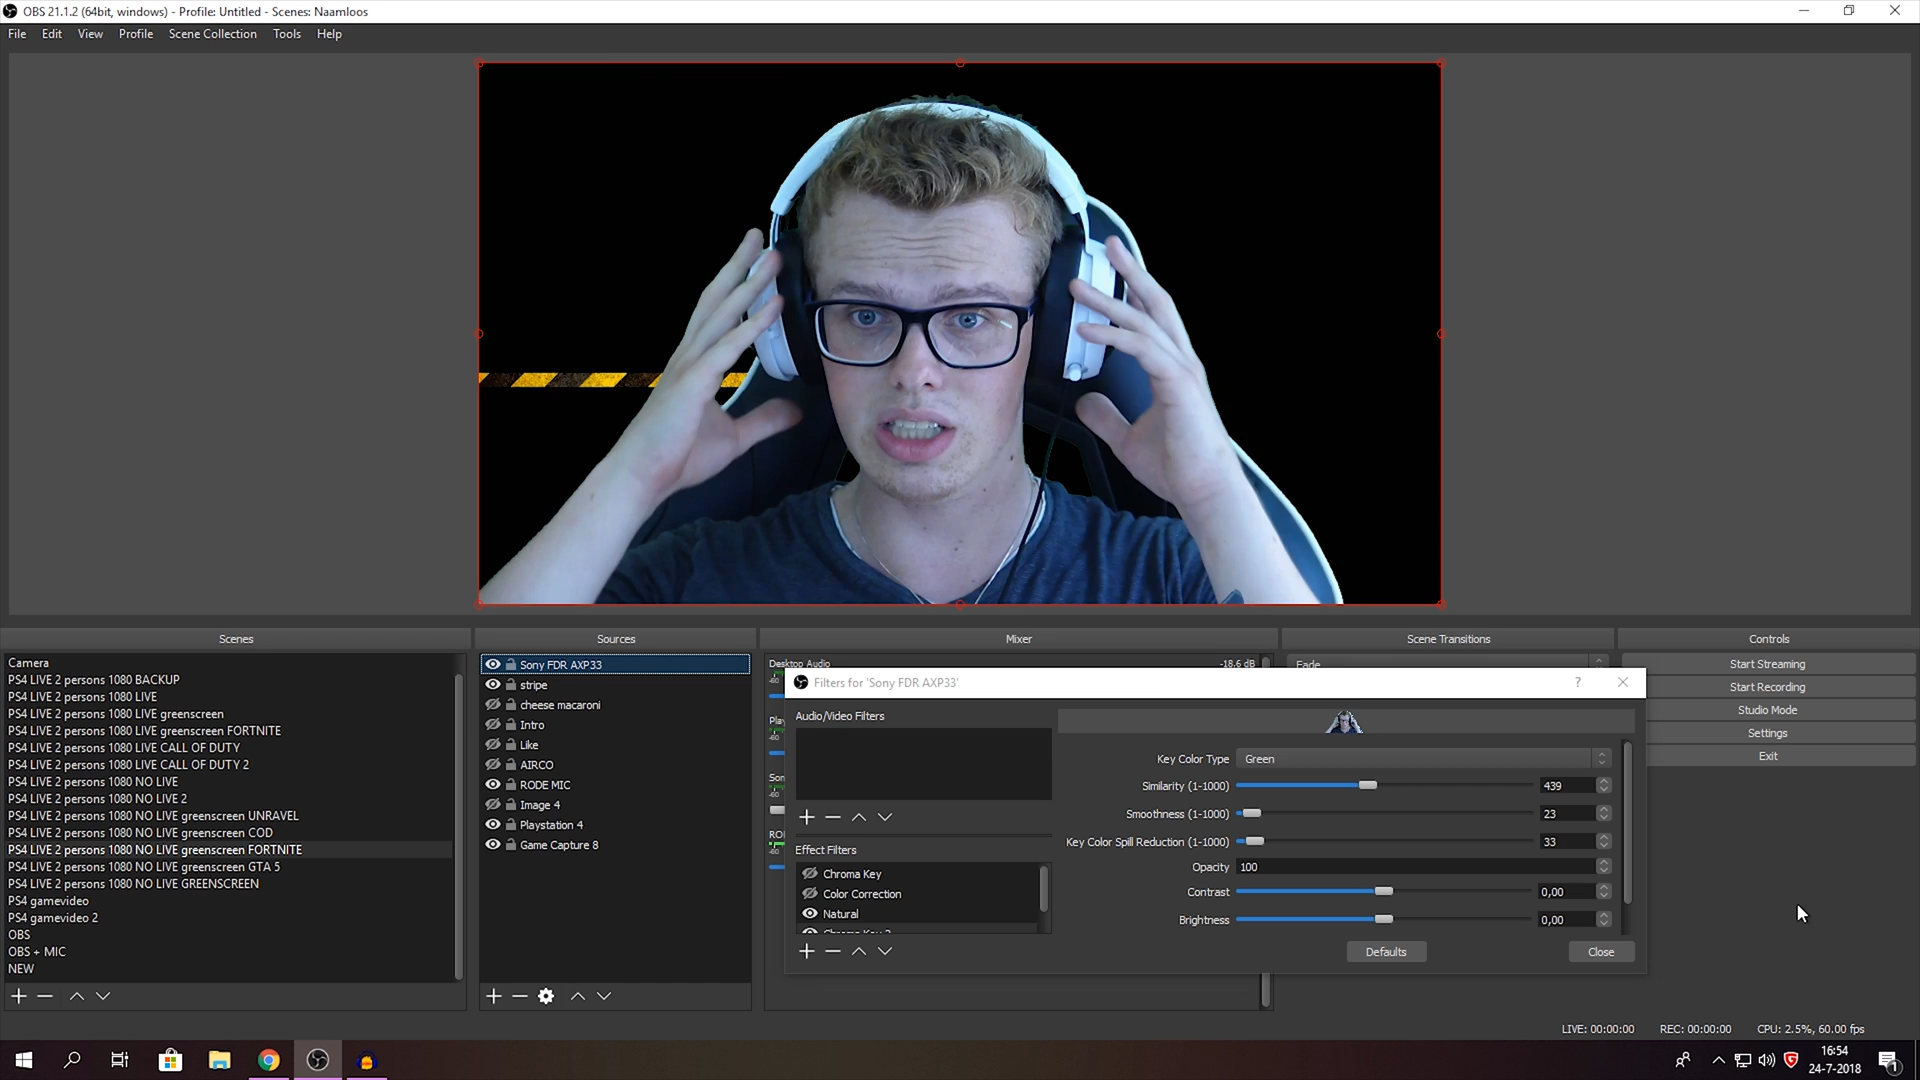 OBS 21.1.2 (64bit, windows) - Profile: Untitled - Scenes: Naamloos
File Edit View Profile Scene Collection Tools Help
Scenes
Camera
PS4 LIVE 2 persons 1080 BACKUP
PS4 LIVE 2 persons 1080 LIVE
PS4 LIVE 2 persons 1080 LIVE greenscreen
PS4 LIVE 2 persons 1080 LIVE greenscreen FORTNITE
PS4 LIVE 2 persons 1080 LIVE CALL OF DUTY
PS4 LIVE 2 persons 1080 LIVE CALL OF DUTY 2
PS4 LIVE 2 persons 1080 NO LIVE
PS4 LIVE 2 persons 1080 NO LIVE 2
PS4 LIVE 2 persons 1080 NO LIVE greenscreen UNRAVEL
PS4 LIVE 2 persons 1080 NO LIVE greenscreen COD
PS4 LIVE 2 persons 1080 NO LIVE greenscreen FORTNITE
PS4 LIVE 2 persons 1080 NO LIVE greenscreen GTA 5
PS4 LIVE 2 persons 1080 NO LIVE GREENSCREEN
PS4 gamevideo
PS4 gamevideo 2
OBS
OBS + MIC
NEW
Sources
Sony FDR AXP33
stripe
cheese macaroni
Intro
Like
AIRCO
RODE MIC
Image 4
Playstation 4
Game Capture 8
Mixer
Desktop Audio -18.6 dB
-60
Play
-60
Son
-60
ROI
-60
Scene Transitions
Fade
Controls
Start Streaming
Start Recording
Studio Mode
Settings
Exit
Filters for 'Sony FDR AXP33' ?
Audio/Video Filters
Effect Filters
Chroma Key
Color Correction
Natural
Chroma Key 2
Key Color Type Green
Similarity (1-1000) 439
Smoothness (1-1000) 23
Key Color Spill Reduction (1-1000) 33
Opacity 100
Contrast 0,00
Brightness 0,00
Defaults Close
LIVE: 00:00:00 REC: 00:00:00 CPU: 2.5%, 60.00 fps
16:54
24-7-2018
1